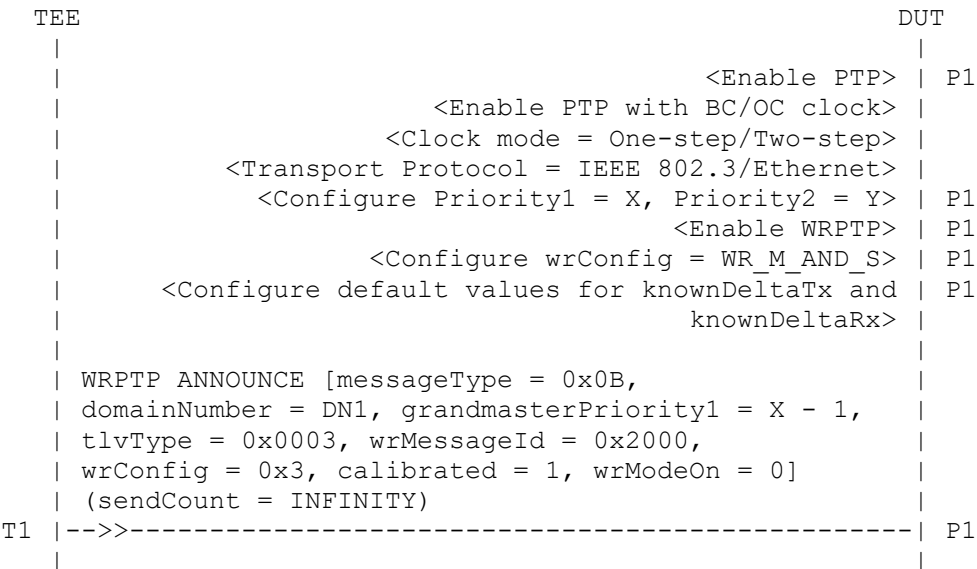 TEE                                                    DUT
   |                                                      |
   |                                        <Enable PTP> | P1
   |                       <Enable PTP with BC/OC clock> |
   |                    <Clock mode = One-step/Two-step> |
   |          <Transport Protocol = IEEE 802.3/Ethernet> |
   |            <Configure Priority1 = X, Priority2 = Y> | P1
   |                                      <Enable WRPTP> | P1
   |                   <Configure wrConfig = WR_M_AND_S> | P1
   |      <Configure default values for knownDeltaTx and | P1
   |                                       knownDeltaRx> |
   |                                                      |
   | WRPTP ANNOUNCE [messageType = 0x0B,                  |
   | domainNumber = DN1, grandmasterPriority1 = X - 1,    |
   | tlvType = 0x0003, wrMessageId = 0x2000,              |
   | wrConfig = 0x3, calibrated = 1, wrModeOn = 0]        |
   | (sendCount = INFINITY)                               |
T1 |-->>-------------------------------------------------| P1
   |                                                      |